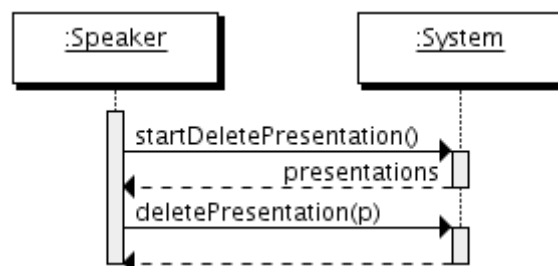 :Speaker
:System
startDeletePresentation()
presentations
deletePresentation(p)